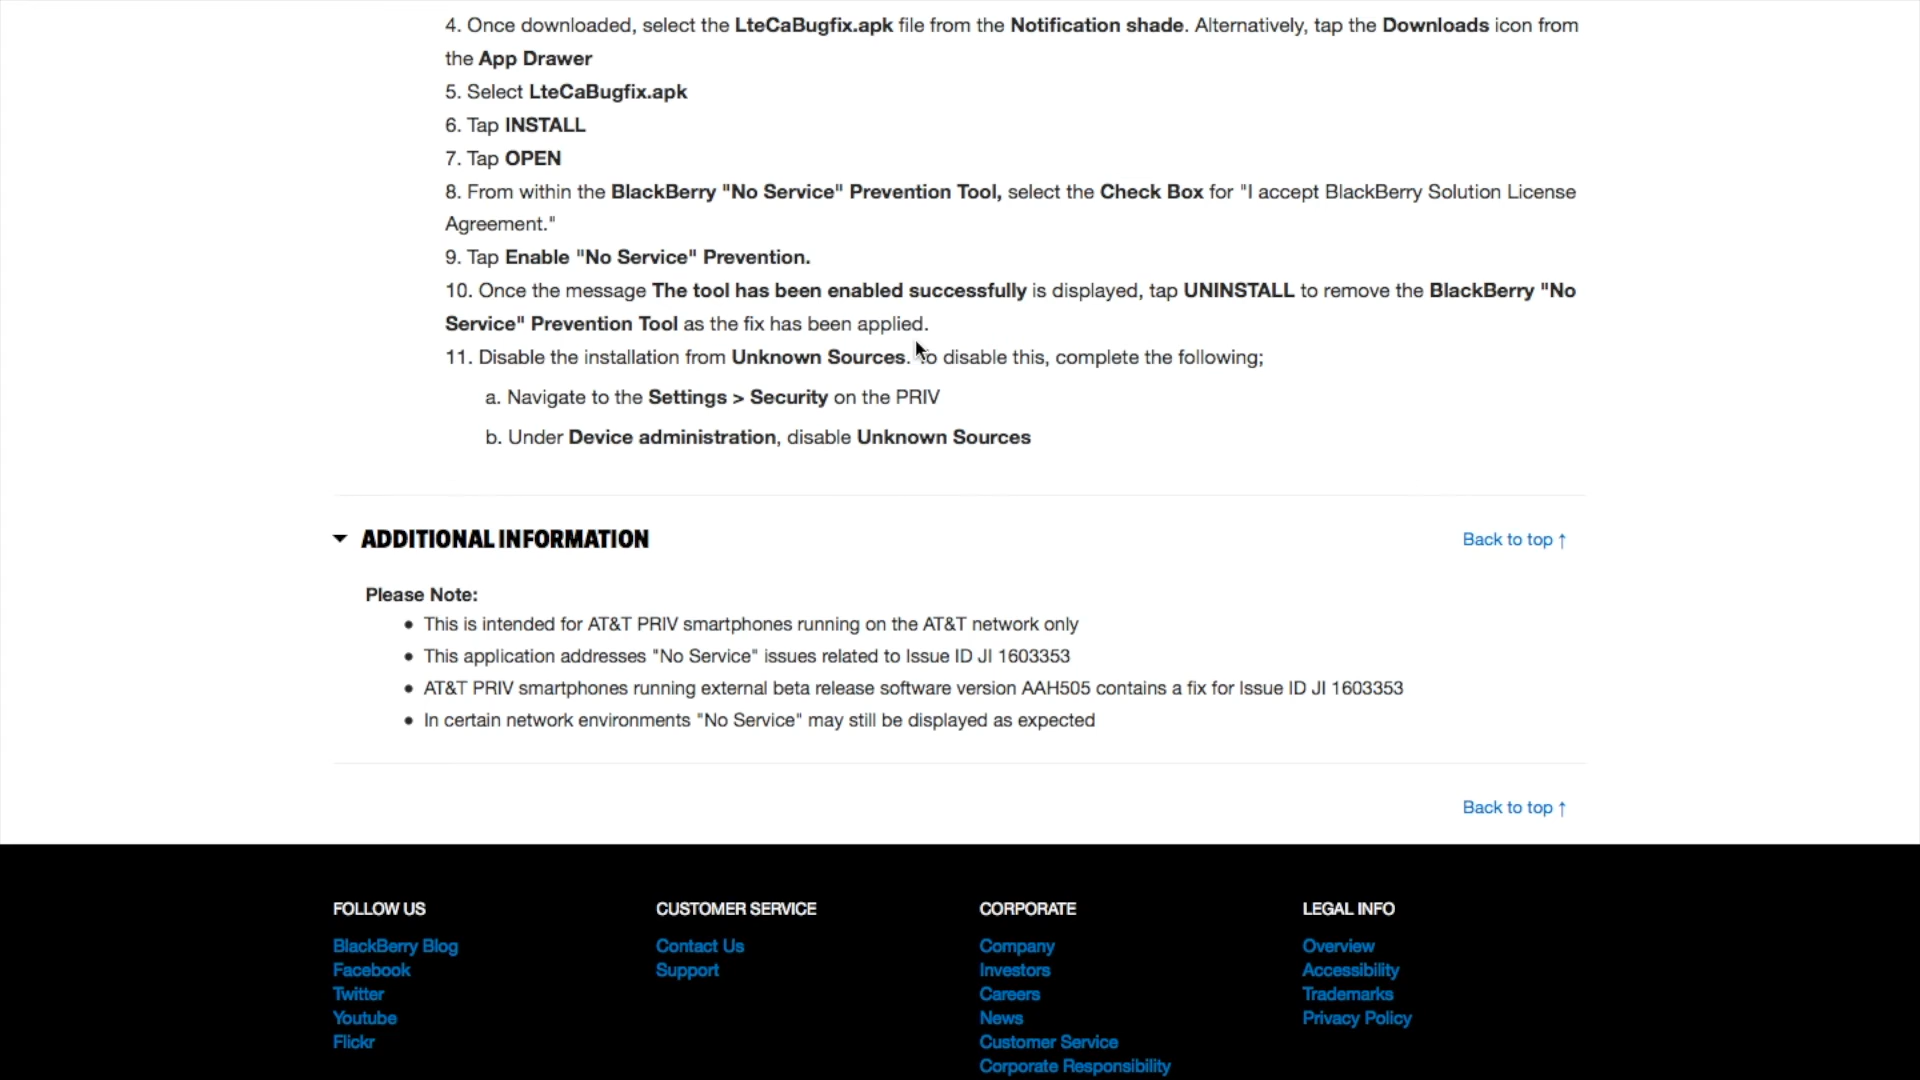 4. Once downloaded, select the LteCaBugfix.apk file from the Notification shade. Alternatively, tap the Downloads icon from
the App Drawer
5. Select LteCaBugfix.apk
6. Tap INSTALL
7. Tap OPEN
8. From within the BlackBerry "No Service" Prevention Tool, select the Check Box for "I accept BlackBerry Solution License
Agreement."
9. Tap Enable "No Service" Prevention.
10. Once the message The tool has been enabled successfully is displayed, tap UNINSTALL to remove the BlackBerry "No
Service" Prevention Tool as the fix has been applied.
11. Disable the installation from Unknown Sources. To disable this, complete the following;
a. Navigate to the Settings > Security on the PRIV
b. Under Device administration, disable Unknown Sources
ADDITIONAL INFORMATION
Back to top ↑
Please Note:
• This is intended for AT&T PRIV smartphones running on the AT&T network only
• This application addresses "No Service" issues related to Issue ID JI 1603353
• AT&T PRIV smartphones running external beta release software version AAH505 contains a fix for Issue ID JI 1603353
• In certain network environments "No Service" may still be displayed as expected
Back to top ↑
FOLLOW US
BlackBerry Blog
Facebook
Twitter
Youtube
Flickr
CUSTOMER SERVICE
Contact Us
Support
CORPORATE
Company
Investors
Careers
News
Customer Service
Corporate Responsibility
LEGAL INFO
Overview
Accessibility
Trademarks
Privacy Policy